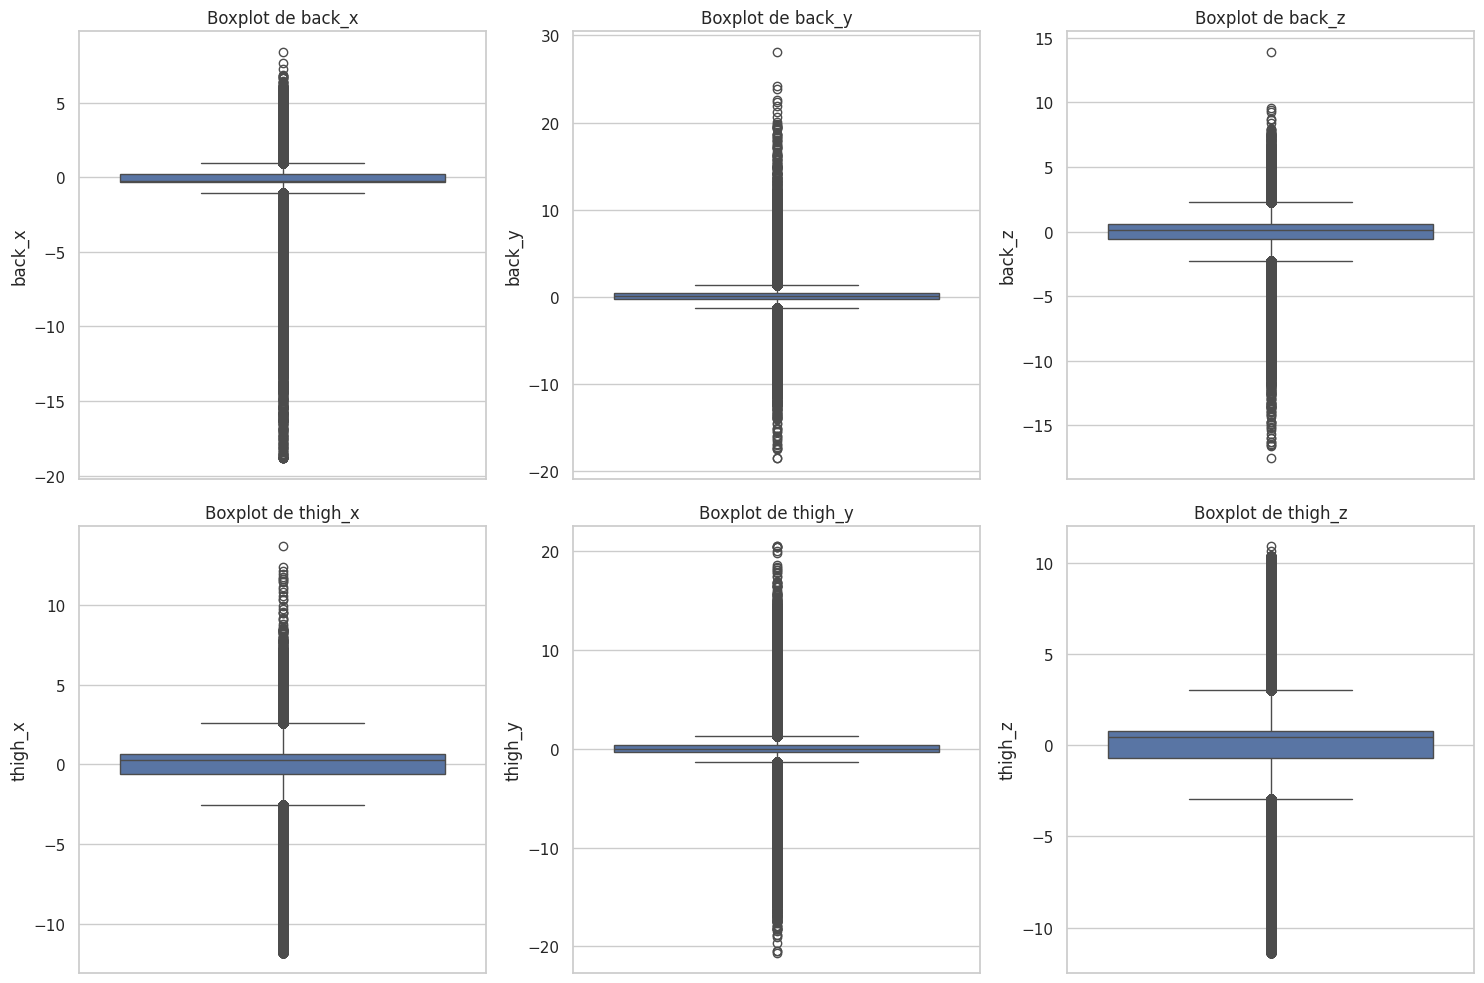 Boxplot de back_x
5
0
−5
−10
−15
−20
back_x
Boxplot de back_y
30
20
10
0
−10
−20
back_y
Boxplot de back_z
15
10
5
0
−5
−10
−15
back_z
Boxplot de thigh_x
10
5
0
−5
−10
thigh_x
Boxplot de thigh_y
20
10
0
−10
−20
thigh_y
Boxplot de thigh_z
10
5
0
−5
−10
thigh_z